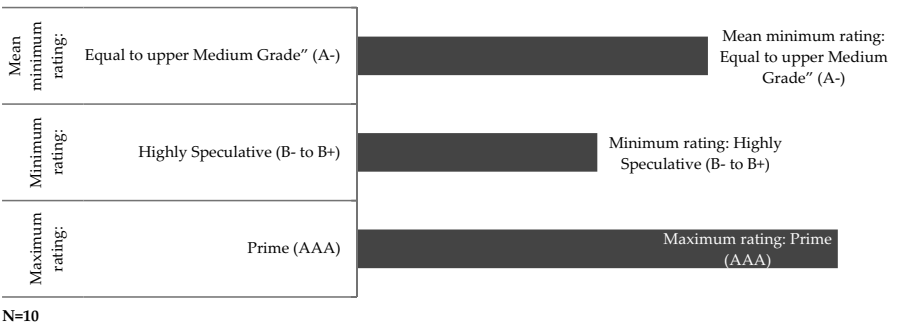 Mean
minimum
rating:
Equal to upper Medium Grade” (A-)
Mean minimum rating:
Equal to upper Medium
Grade” (A-)
Minimum
rating:
Highly Speculative (B- to B+)
Minimum rating: Highly
Speculative (B- to B+)
Maximum
rating:
Prime (AAA)
Maximum rating: Prime
(AAA)
N=10